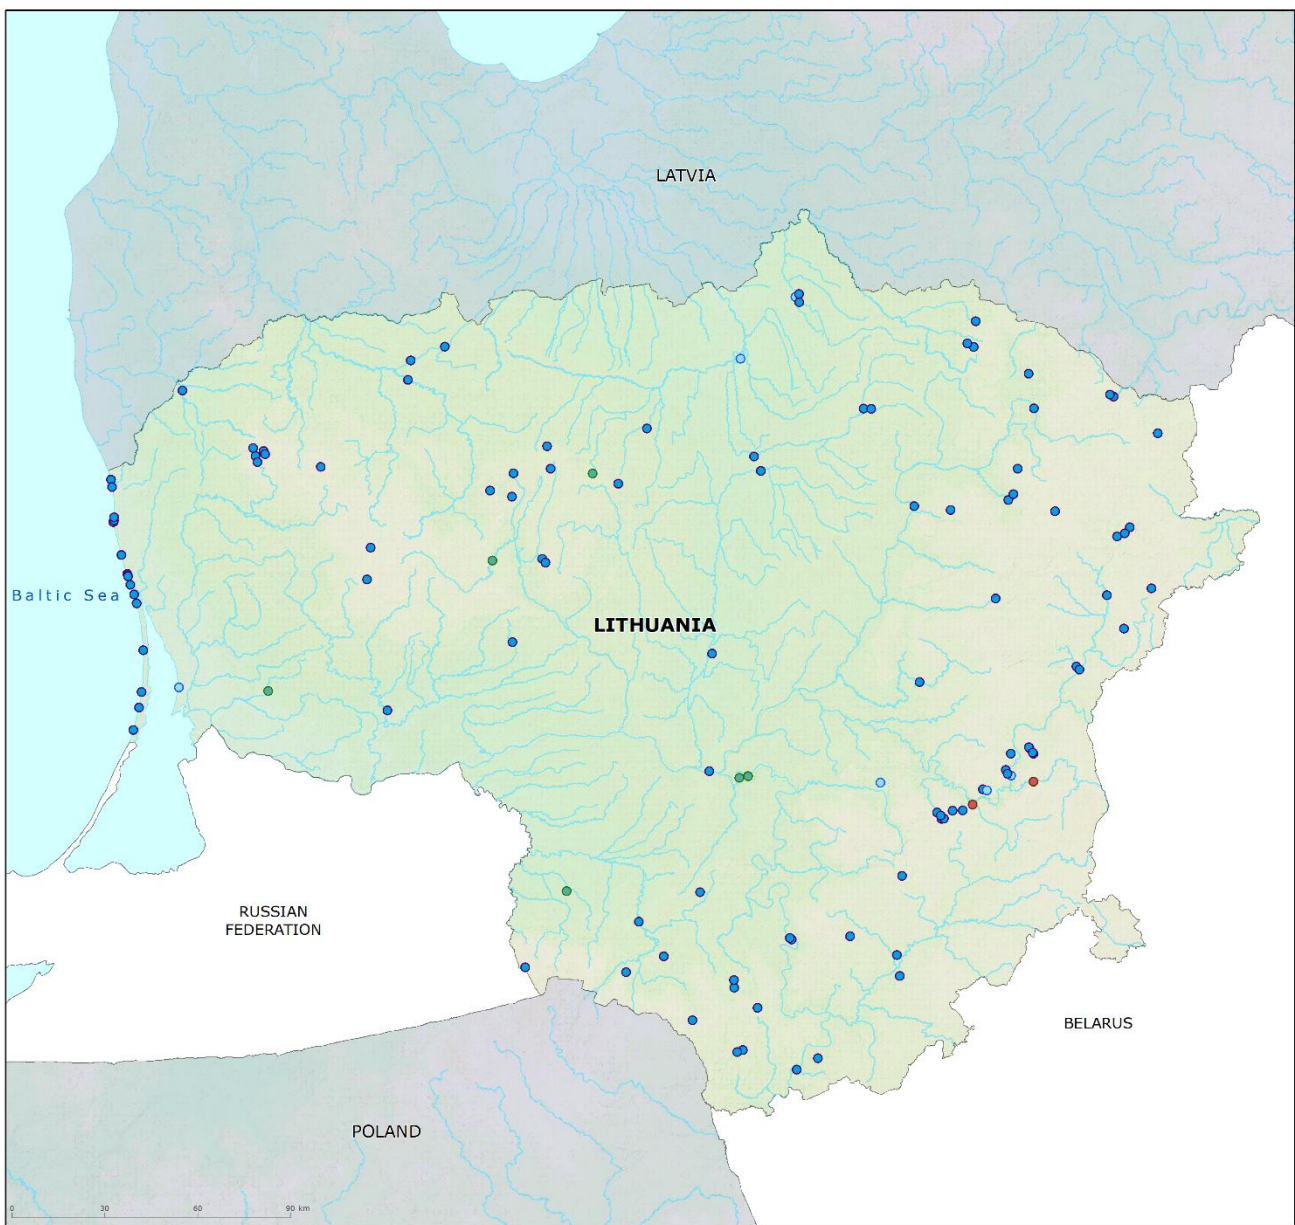 LATVIA
Baltic Sea
LITHUANIA
RUSSIAN
FEDERATION
BELARUS
POLAND
0 30 60 90 km